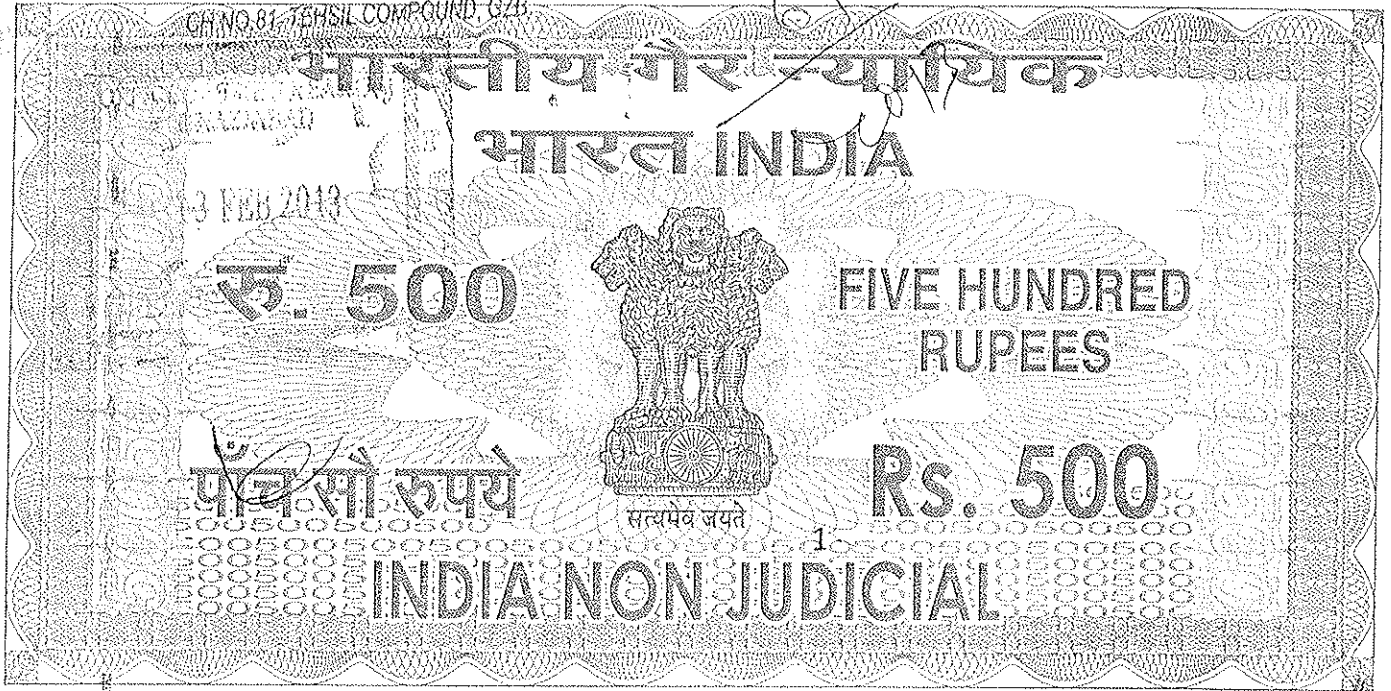 CH NO.81, TEHSIL COMPOUND, GZB
भारतीय गैर न्यायिक
भारत INDIA
3 FEB 2013
रु. 500
FIVE HUNDRED
RUPEES
पाँच सौ रुपये
Rs. 500
सत्यमेव जयते
1
INDIA NON JUDICIAL